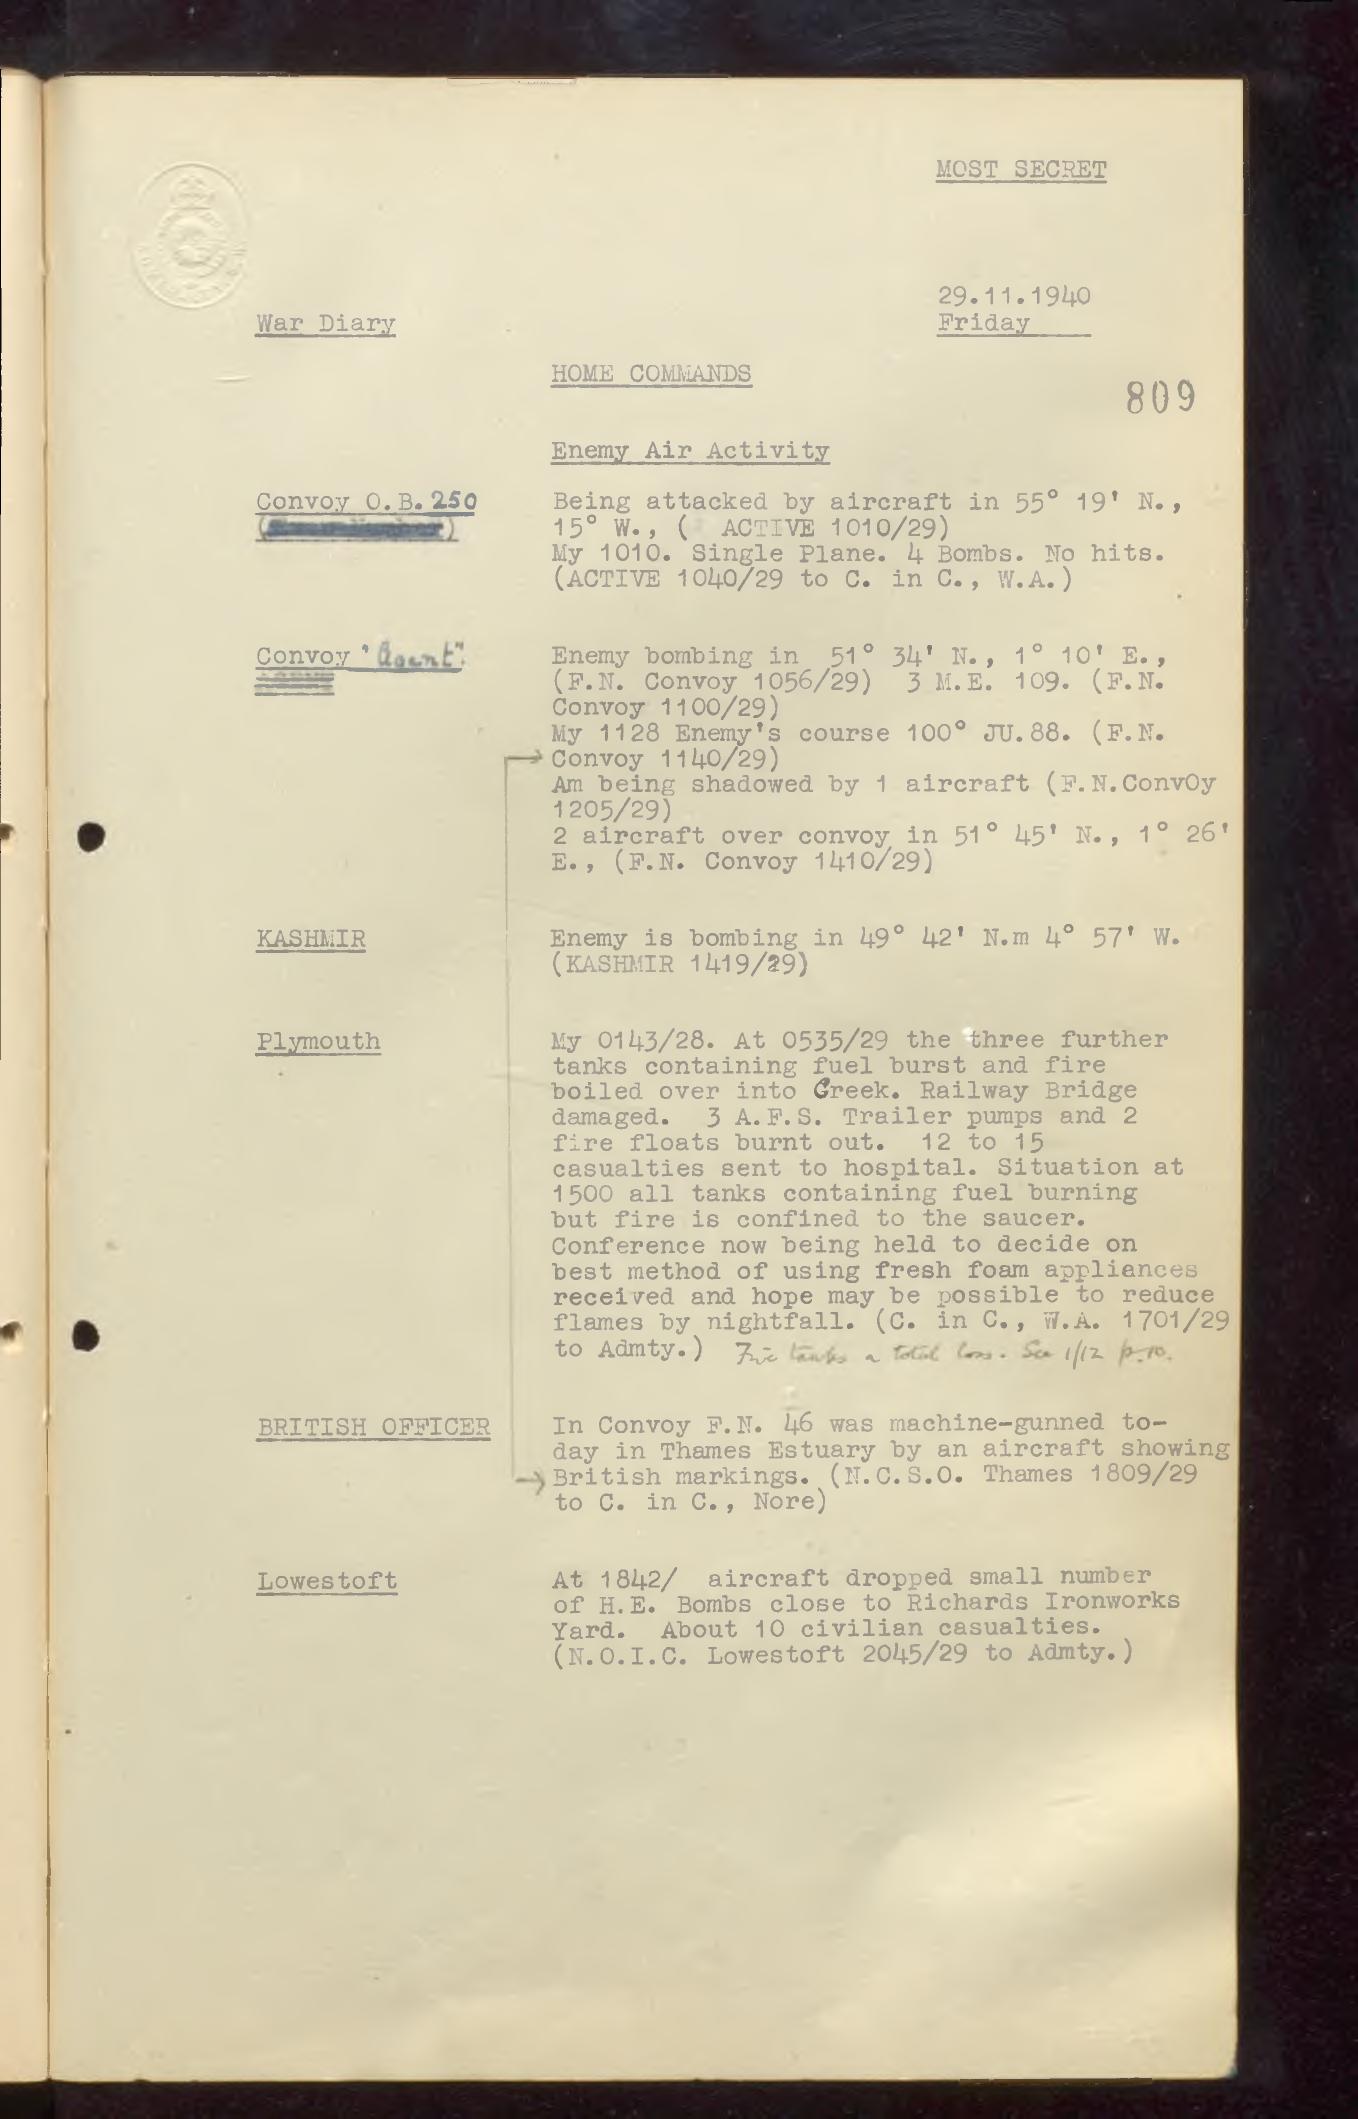 MOST SECRET
29.11.1940
War Diary
Friday
HOME COMMANDS
809
Enemy Air Activity
Convoy O.B. 250
Being attacked by aircraft in 55° 19' N.,
15° W., (  ACTIVE 1010/29)
My 1010. Single Plane. 4 Bombs. No hits.
(ACTIVE 1040/29 to C. in C., W.A.)
Convoy "Agent".
Enemy bombing in 51° 34' N., 1° 10' E.,
(F.N. Convoy 1056/29) 3 M.E. 109. (F.N.
Convoy 1100/29)
My 1128 Enemy's course 100° JU.88. (F.N.
Convoy 1140/29)
Am being shadowed by 1 aircraft (F.N.ConvOy
1205/29)
2 aircraft over convoy in 51° 45' N., 1° 26'
E., (F.N. Convoy 1410/29)
KASHMIR
Enemy is bombing in 49° 42' N.m 4° 57' W.
(KASHMIR 1419/29)
Plymouth
My 0143/28. At 0535/29 the three further
tanks containing fuel burst and fire
boiled over into Creek. Railway Bridge
damaged. 3 A.F.S. Trailer pumps and 2
fire floats burnt out. 12 to 15
casualties sent to hospital. Situation at
1500 all tanks containing fuel burning
but fire is confined to the saucer.
Conference now being held to decide on
best method of using fresh foam appliances
received and hope may be possible to reduce
flames by nightfall. (C. in C., W.A. 1701/29
to Admty.) Five tanks a total loss. See 1/12 p.10.
BRITISH OFFICER
In Convoy F.N. 46 was machine-gunned to-
day in Thames Estuary by an aircraft showing
British markings. (N.C.S.O. Thames 1809/29
to C. in C., Nore)
Lowestoft
At 1842/ aircraft dropped small number
of H.E. Bombs close to Richards Ironworks
Yard. About 10 civilian casualties.
(N.O.I.C. Lowestoft 2045/29 to Admty.)